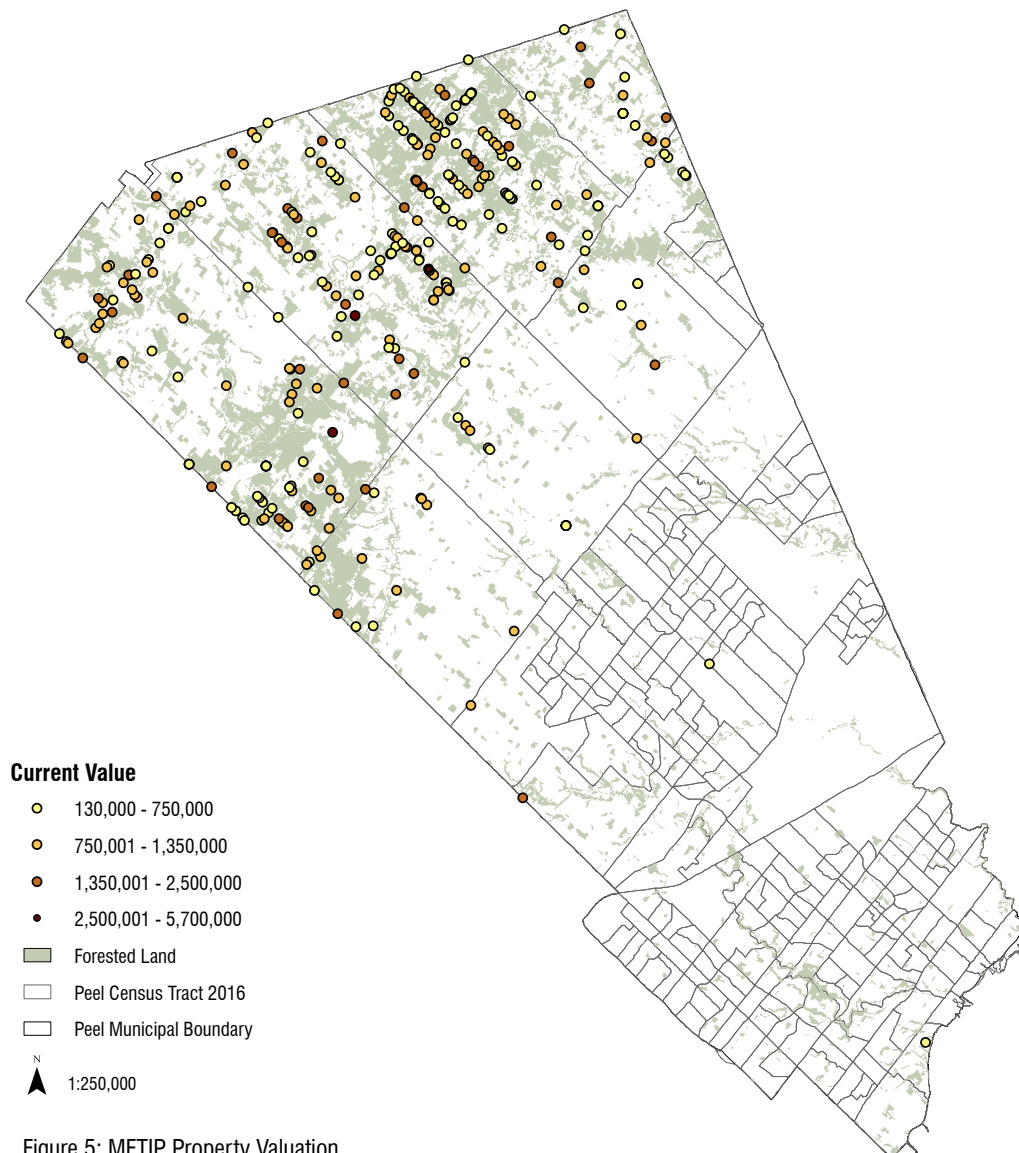 Current Value
130,000 - 750,000
750,001 - 1,350,000
1,350,001 - 2,500,000
2,500,001 - 5,700,000
Forested Land
Peel Census Tract 2016
Peel Municipal Boundary
N
1:250,000
Figure 5: MFTIP Property Valuation